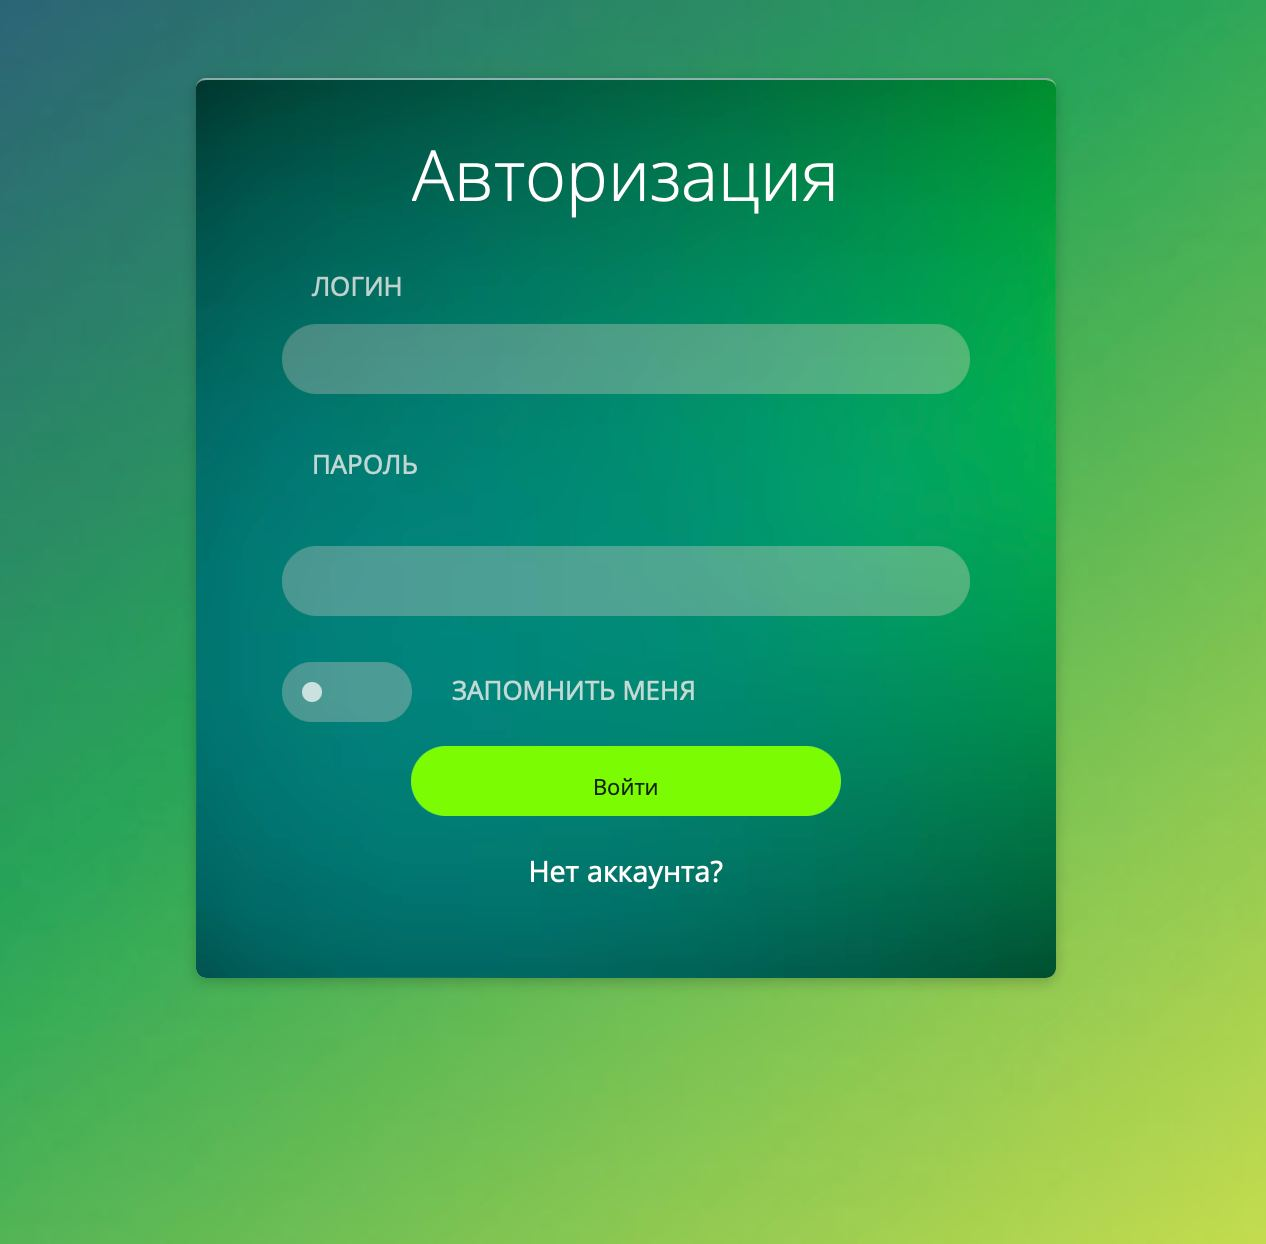 Авторизация
ЛОГИН
ПАРОЛЬ
ЗАПОМНИТЬ МЕНЯ
Войти
Нет аккаунта?